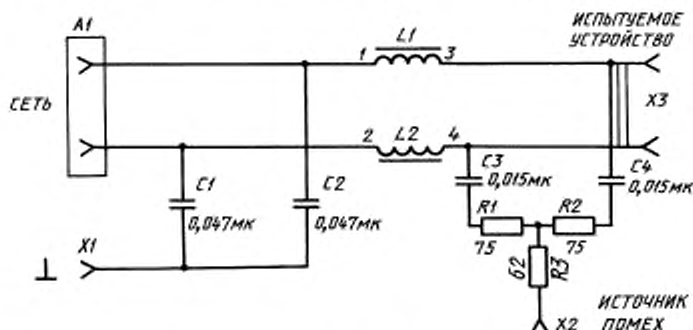 A1
СЕТЬ
ИСПЫТУЕМОЕ
УСТРОЙСТВО
1
L1
3
X3
2
L2
4
C1
0,047мк
C2
0,047мк
C3
0,015мк
C4
0,015мк
R1
75
R2
75
62
R3
X1
X2
ИСТОЧНИК
ПОМЕХ